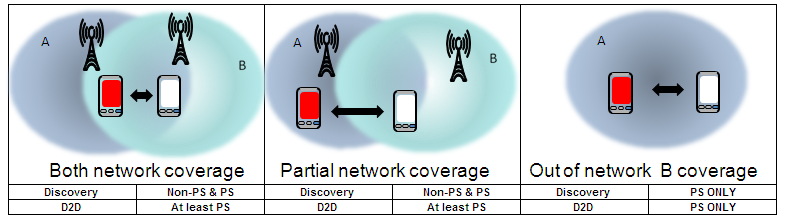 A
B
Both network coverage
Discovery Non-PS & PS
D2D At least PS
A
B
Partial network coverage
Discovery Non-PS & PS
D2D At least PS
A
Out of network B coverage
Discovery PS ONLY
D2D PS ONLY